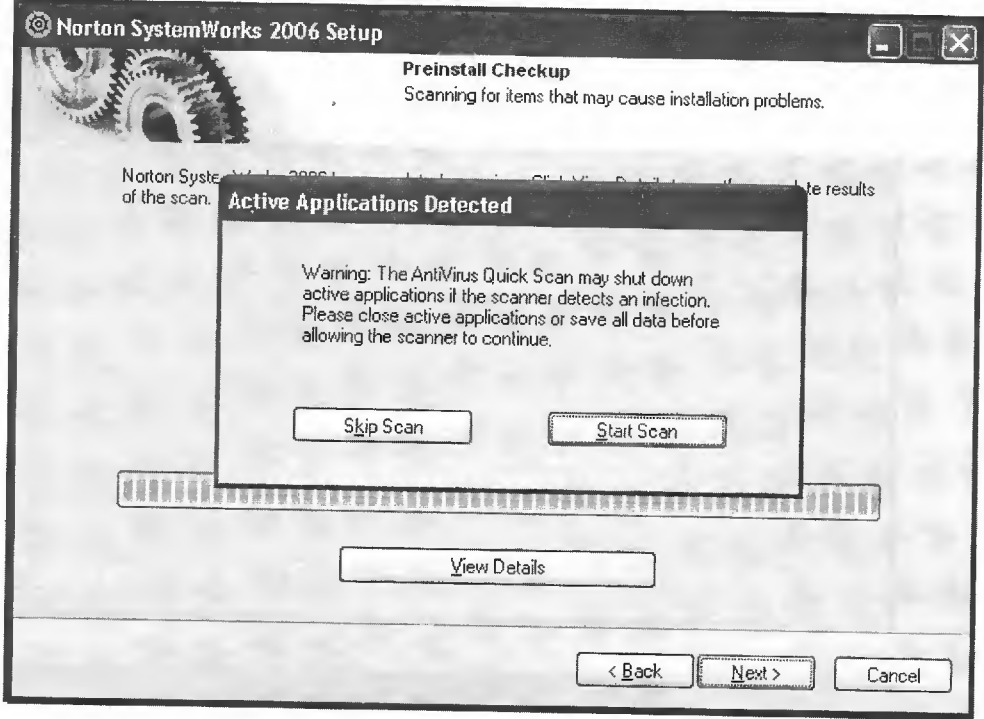 Norton SystemWorks 2006 Setup
Preinstall Checkup
Scanning for items that may cause installation problems.
Norton Syste te results
of the scan.
Active Applications Detected
Warning: The AntiVirus Quick Scan may shut down
active applications if the scanner detects an infection.
Please close active applications or save all data before
allowing the scanner to continue.
Skip Scan
Start Scan
View Details
< Back
Next >
Cancel